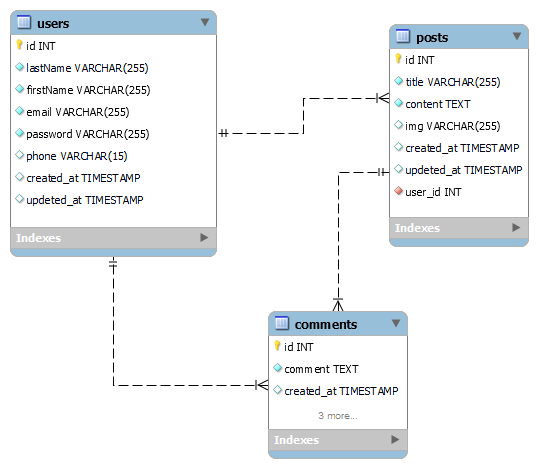 users
id INT
lastName VARCHAR(255)
firstName VARCHAR(255)
email VARCHAR(255)
password VARCHAR(255)
phone VARCHAR(15)
created_at TIMESTAMP
updeted_at TIMESTAMP
Indexes
posts
id INT
title VARCHAR(255)
content TEXT
img VARCHAR(255)
created_at TIMESTAMP
updeted_at TIMESTAMP
user_id INT
Indexes
comments
id INT
comment TEXT
created_at TIMESTAMP
3 more...
Indexes